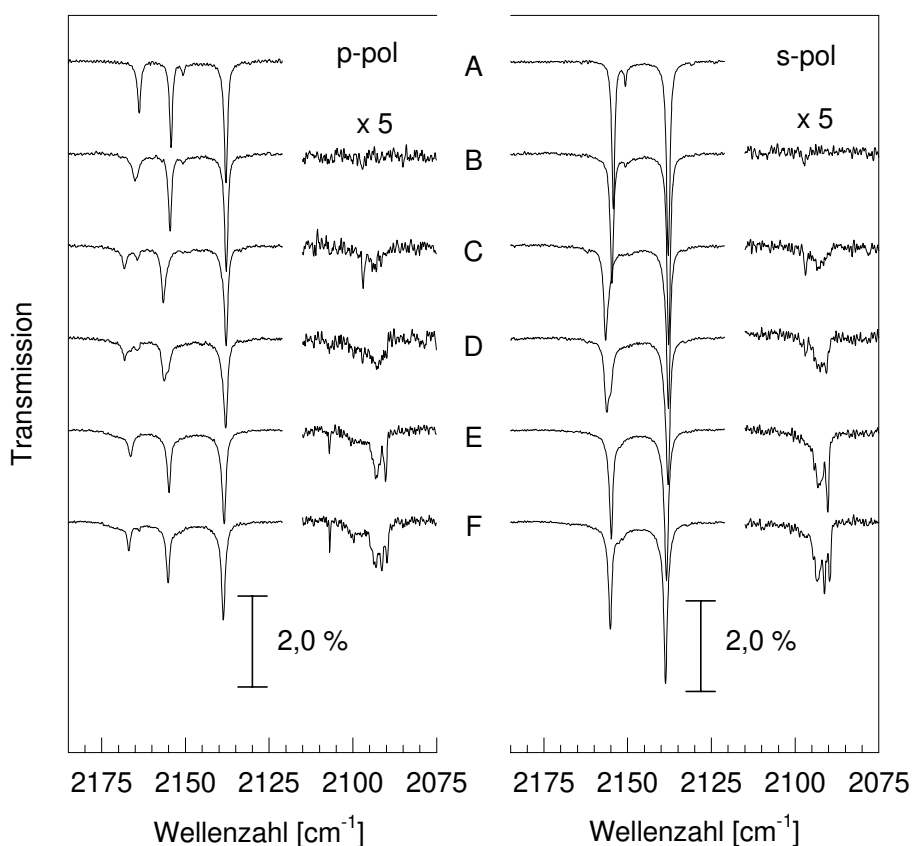 p-pol
A
s-pol
x 5
x 5
B
C
D
E
F
Transmission
2,0 %
2,0 %
2175 2150 2125 2100 2075
2175 2150 2125 2100 2075
Wellenzahl [cm⁻¹]
Wellenzahl [cm⁻¹]